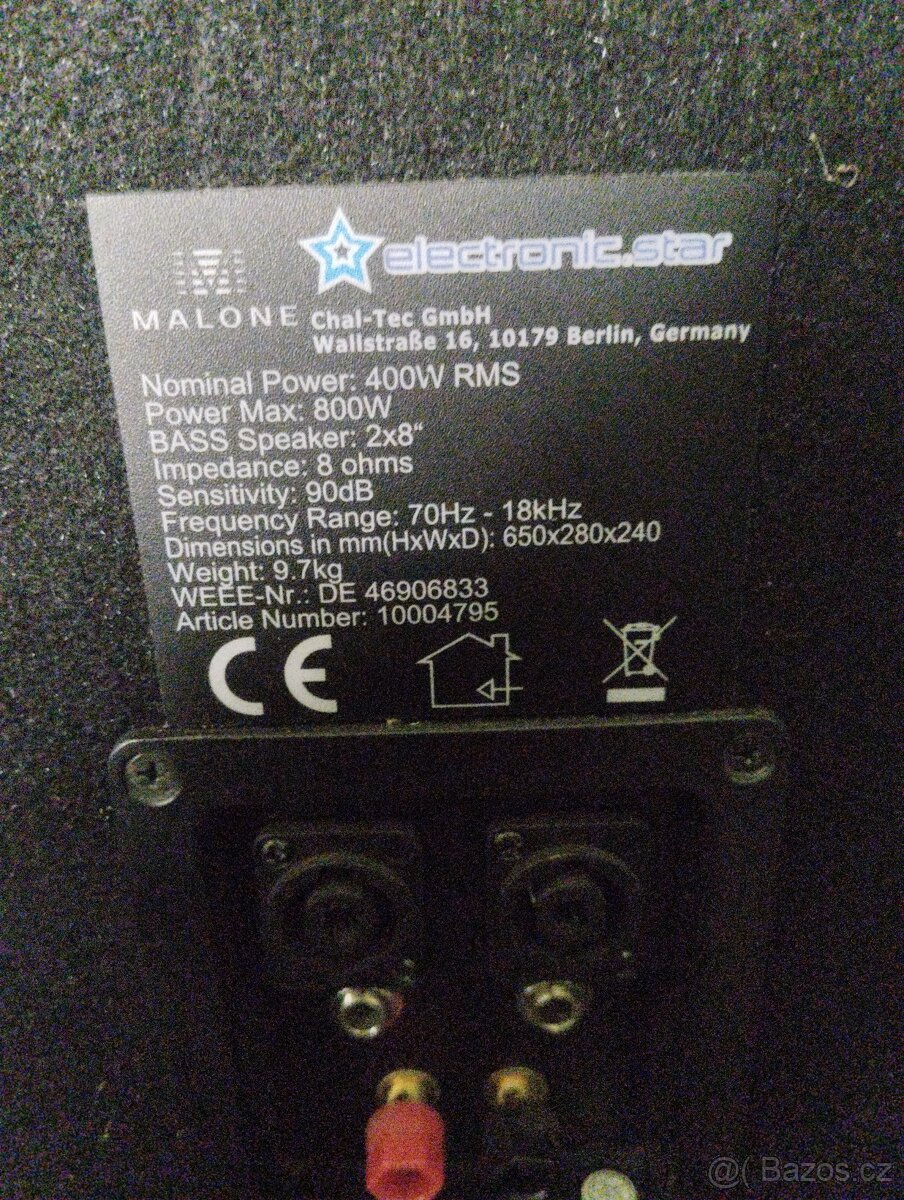 electronic.star
MALONE
Chal-Tec GmbH
Wallstraße 16, 10179 Berlin, Germany
Nominal Power: 400W RMS
Power Max: 800W
BASS Speaker: 2x8“
Impedance: 8 ohms
Sensitivity: 90dB
Frequency Range: 70Hz - 18kHz
Dimensions in mm(HxWxD): 650x280x240
Weight: 9.7kg
WEEE-Nr.: DE 46906833
Article Number: 10004795
CE
@( Bazos.cz